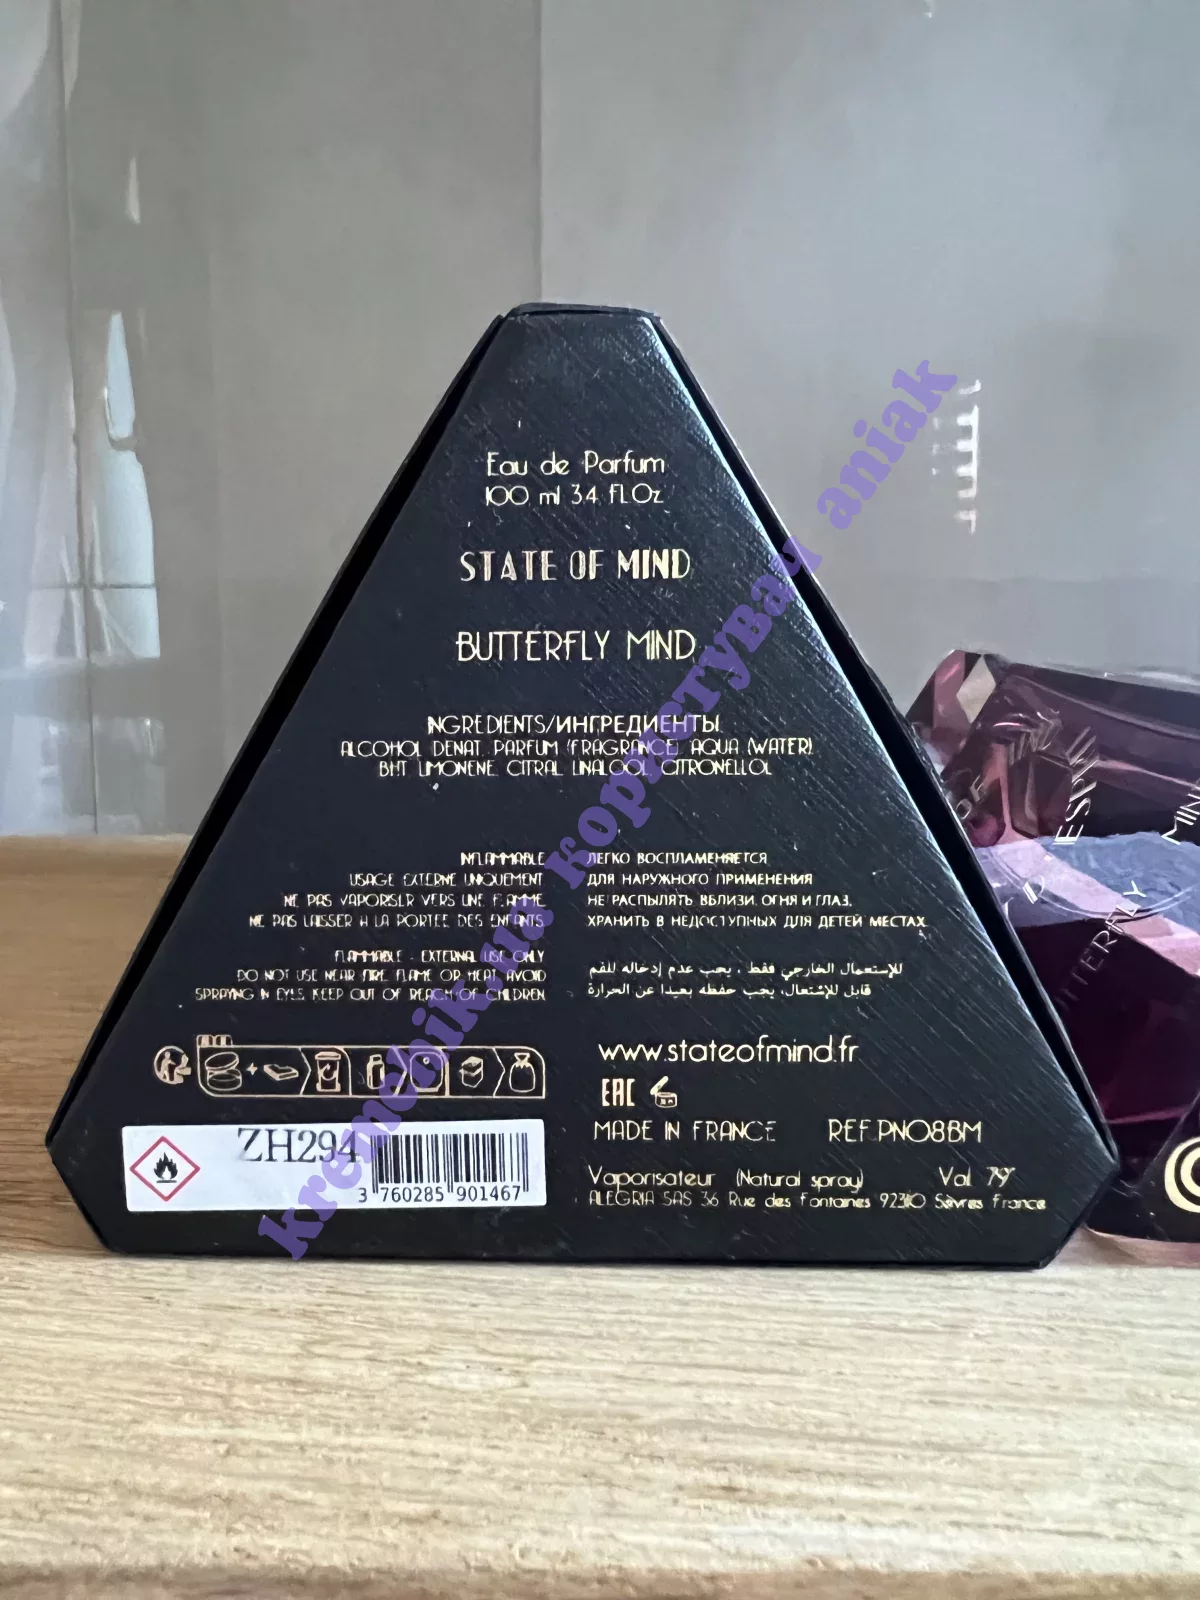 Eau de Parfum
100 ml 3.4 Fl.Oz
STATE OF MIND
BUTTERFLY MIND
INGREDIENTS/ИНГРЕДИЕНТЫ
ALCOHOL DENAT. PARFUM (FRAGRANCE). AQUA (WATER).
BHT LIMONENE. CITRAL. LINALOOL. CITRONELLOL
INFLAMMABLE
USAGE EXTERNE UNIQUEMENT
NE PAS VAPORISER VERS UNE FLAMME
NE PAS LAISSER A LA PORTEE DES ENFANTS
ЛЕГКО ВОСПЛАМЕНЯЕТСЯ
ДЛЯ НАРУЖНОГО ПРИМЕНЕНИЯ
НЕ РАСПЫЛЯТЬ ВБЛИЗИ ОГНЯ И ГЛАЗ.
ХРАНИТЬ В НЕДОСТУПНЫХ ДЛЯ ДЕТЕЙ МЕСТАХ.
FLAMMABLE - EXTERNAL USE ONLY
DO NOT USE NEAR FIRE, FLAME OR HEAT. AVOID
SPRAYING IN EYES. KEEP OUT OF REACH OF CHILDREN
للإستعمال الخارجي فقط ، يجب عدم إدخاله للفم
قابل للإشتعال، يجب حفظه بعيدا عن الحرارة
www.stateofmind.fr
EAC
MADE IN FRANCE REF.PN08BM
Vaporisateur (Natural spray) Vol. 79°
ALEGRIA SAS 36 Rue des Fontaines 92310 Sèvres France
ZH294
3 760285 901467
kremebik.ua користувач aniak
ESPRIT
MIND
BUTTERFLY